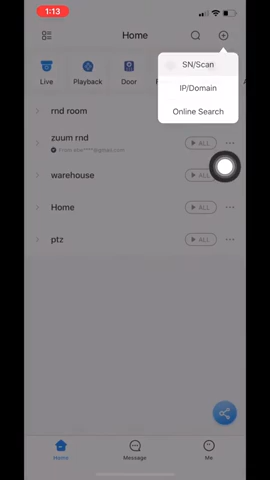 1:13
Home
SN/Scan
IP/Domain
Online Search
Live
Playback
Door
rnd room
zuum rnd
ALL
warehouse
ALL
Home
ALL
ptz
ALL
Home
Message
Me